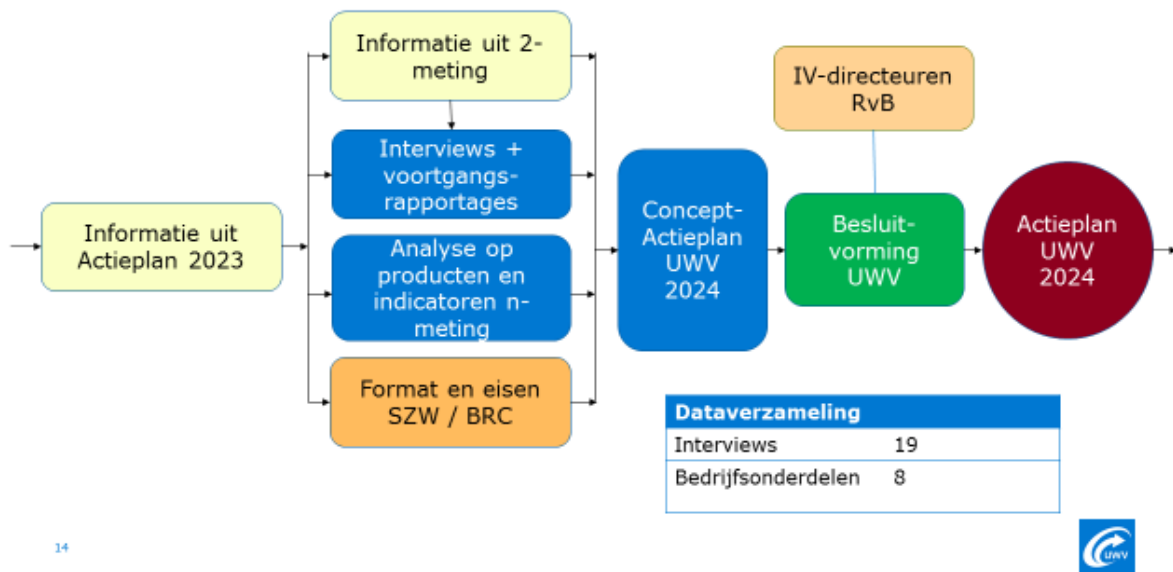 Informatie uit Actieplan 2023
Informatie uit 2-
meting
Interviews +
voortgangs-
rapportages
Analyse op
producten en
indicatoren n-
meting
Format en eisen
SZW / BRC
Concept-
Actieplan
UWV
2024
IV-directeuren
RvB
Besluit-
vorming
UWV
Actieplan
UWV
2024
Dataverzameling
Interviews 19
Bedrijfsonderdelen 8
14
UWV